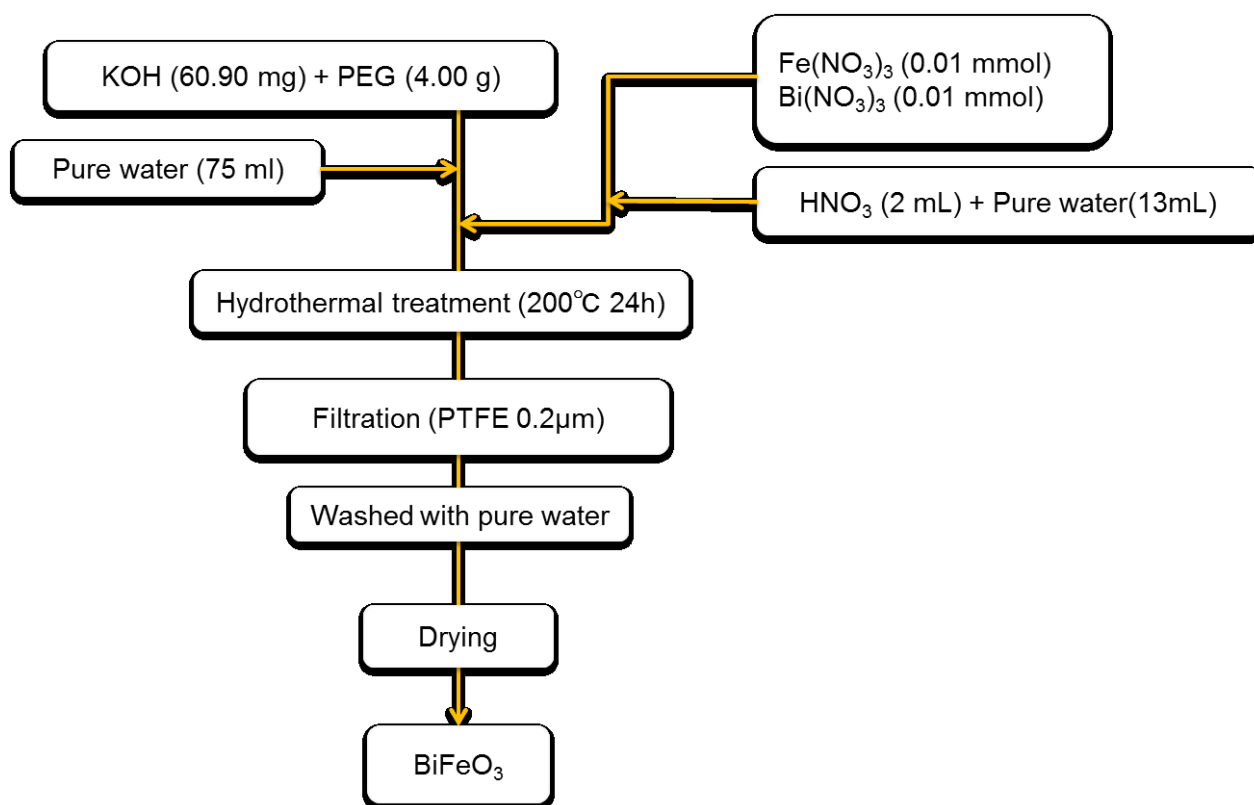 KOH (60.90 mg) + PEG (4.00 g)
Fe(NO₃)₃ (0.01 mmol)
Bi(NO₃)₃ (0.01 mmol)
Pure water (75 ml)
HNO₃ (2 mL) + Pure water(13mL)
Hydrothermal treatment (200℃ 24h)
Filtration (PTFE 0.2μm)
Washed with pure water
Drying
BiFeO₃